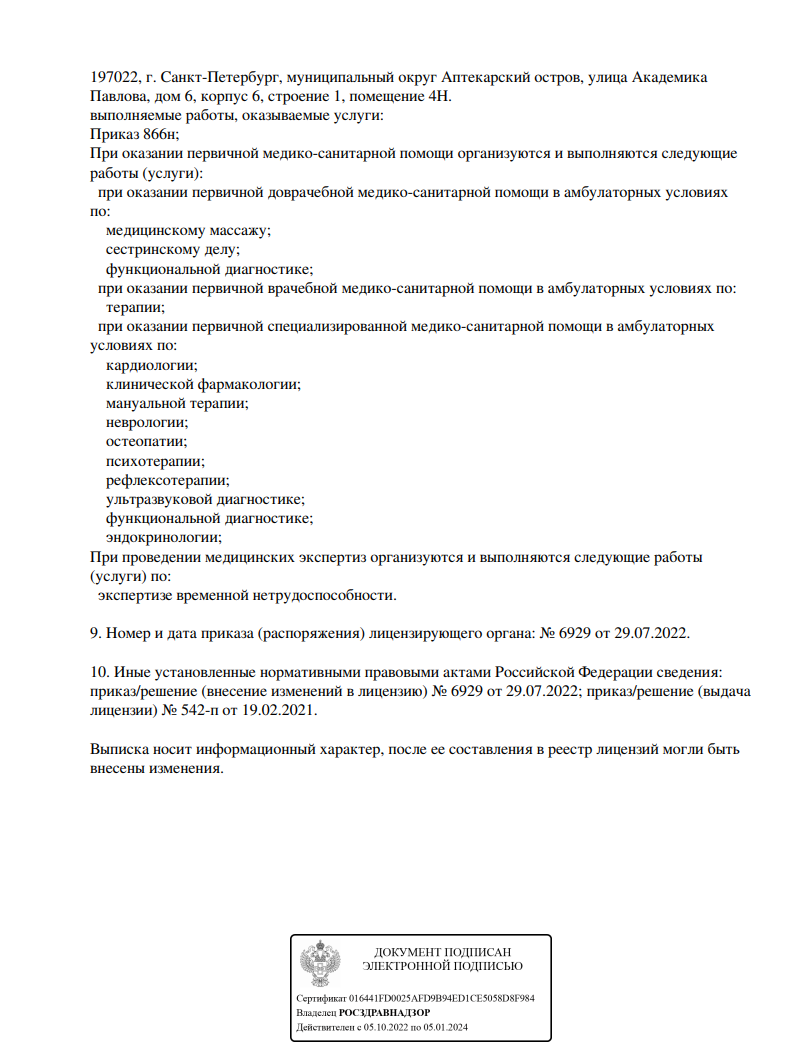 197022, г. Санкт-Петербург, муниципальный округ Аптекарский остров, улица Академика
Павлова, дом 6, корпус 6, строение 1, помещение 4Н.
выполняемые работы, оказываемые услуги:
Приказ 866н;
При оказании первичной медико-санитарной помощи организуются и выполняются следующие
работы (услуги):
при оказании первичной доврачебной медико-санитарной помощи в амбулаторных условиях
по:
медицинскому массажу;
сестринскому делу;
функциональной диагностике;
при оказании первичной врачебной медико-санитарной помощи в амбулаторных условиях по:
терапии;
при оказании первичной специализированной медико-санитарной помощи в амбулаторных
условиях по:
кардиологии;
клинической фармакологии;
мануальной терапии;
неврологии;
остеопатии;
психотерапии;
рефлексотерапии;
ультразвуковой диагностике;
функциональной диагностике;
эндокринологии;
При проведении медицинских экспертиз организуются и выполняются следующие работы
(услуги) по:
экспертизе временной нетрудоспособности.
9. Номер и дата приказа (распоряжения) лицензирующего органа: № 6929 от 29.07.2022.
10. Иные установленные нормативными правовыми актами Российской Федерации сведения:
приказ/решение (внесение изменений в лицензию) № 6929 от 29.07.2022; приказ/решение (выдача
лицензии) № 542-п от 19.02.2021.
Выписка носит информационный характер, после ее составления в реестр лицензий могли быть
внесены изменения.
ДОКУМЕНТ ПОДПИСАН
ЭЛЕКТРОННОЙ ПОДПИСЬЮ
Сертификат 016441FD0025AFD9B94ED1CE5058D8F984
Владелец РОСЗДРАВНАДЗОР
Действителен с 05.10.2022 по 05.01.2024